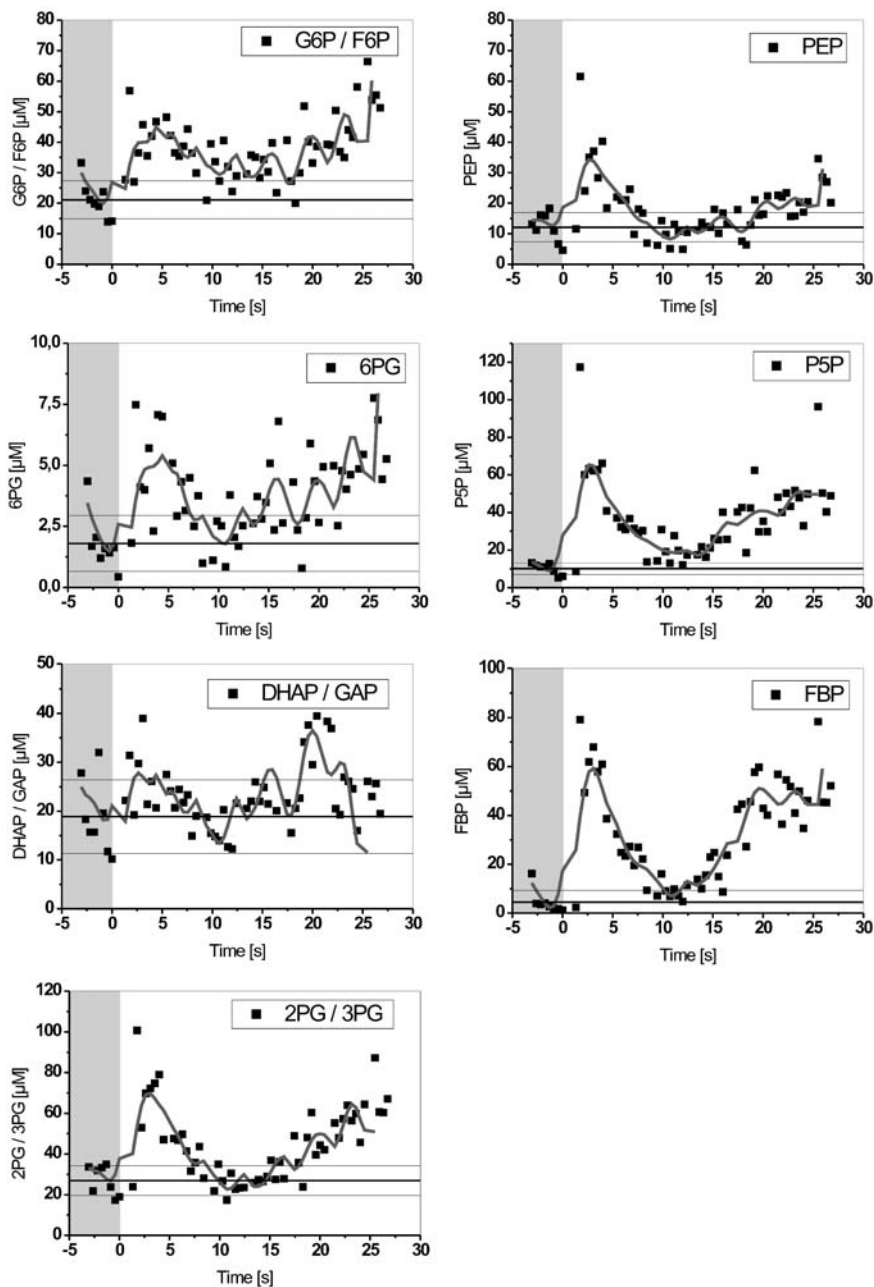 G6P / F6P
G6P / F6P [µM]
80
70
60
50
40
30
20
10
0
-5 0 5 10 15 20 25 30
Time [s]
PEP
PEP [µM]
80
70
60
50
40
30
20
10
0
-5 0 5 10 15 20 25 30
Time [s]
6PG
6PG [µM]
10,0
7,5
5,0
2,5
0,0
-5 0 5 10 15 20 25 30
Time [s]
P5P
P5P [µM]
120
100
80
60
40
20
0
-5 0 5 10 15 20 25 30
Time [s]
DHAP / GAP
DHAP / GAP [µM]
50
40
30
20
10
0
-5 0 5 10 15 20 25 30
Time [s]
FBP
FBP [µM]
100
80
60
40
20
0
-5 0 5 10 15 20 25 30
Time [s]
2PG / 3PG
2PG / 3PG [µM]
120
100
80
60
40
20
0
-5 0 5 10 15 20 25 30
Time [s]